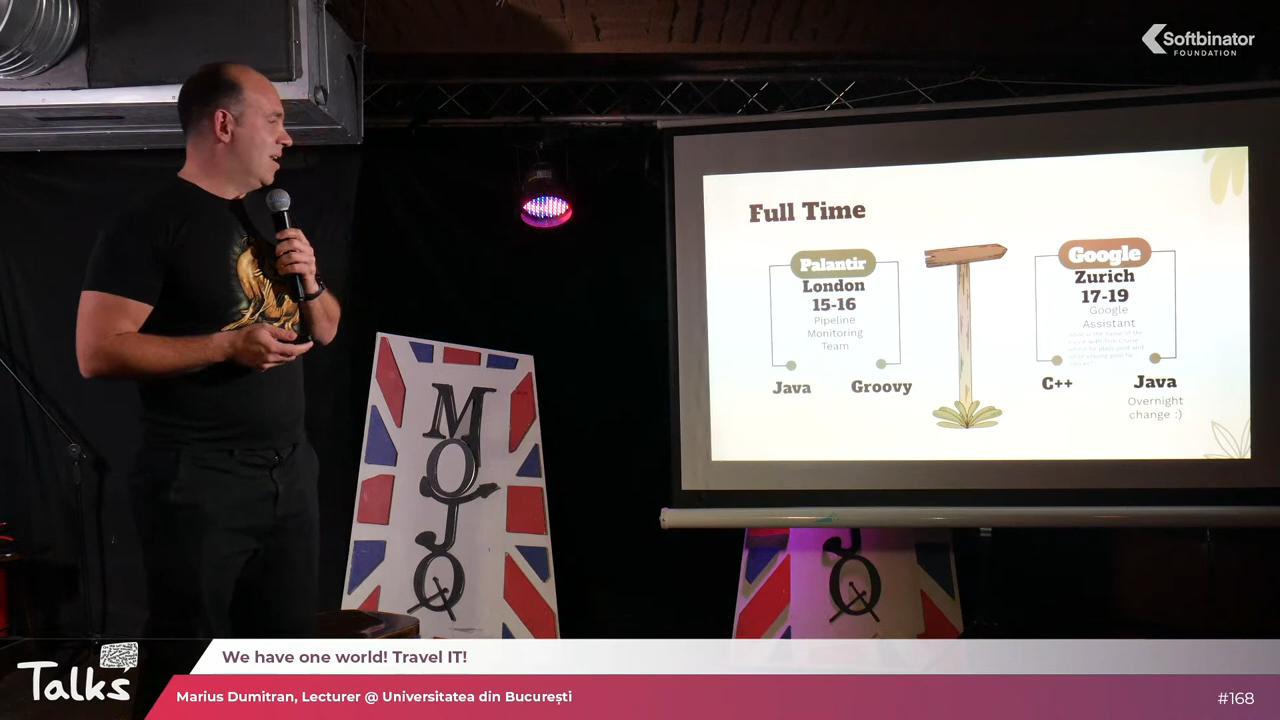 Softbinator
FOUNDATION
Full Time
Palantir
London
15-16
Pipeline
Monitoring
Team
Java
Groovy
Google
Zurich
17-19
Google
Assistant
C++
Java
Overnight
change :)
MOJO
JO
We have one world! Travel IT!
Talks
Marius Dumitran, Lecturer @ Universitatea din București
#168